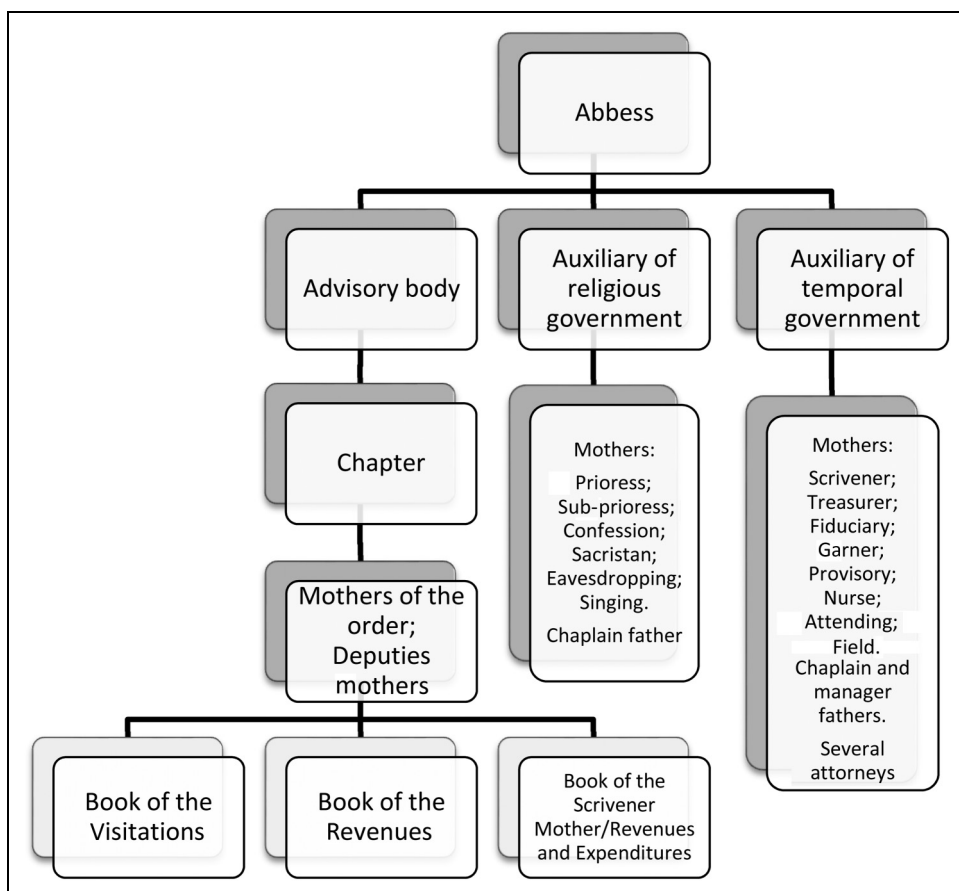 Abbess
Advisory body
Auxiliary of
religious
government
Auxiliary of
temporal
government
Chapter
Mothers:
Prioress;
Sub-prioress;
Confession;
Sacristan;
Eavesdropping;
Singing.
Chaplain father
Mothers:
Scrivener;
Treasurer;
Fiduciary;
Garner;
Provisory;
Nurse;
Attending;
Field.
Chaplain and
manager
fathers.
Several
attorneys
Mothers of the
order;
Deputies
mothers
Book of the
Visitations
Book of the
Revenues
Book of the
Scrivener
Mother/Revenues
and Expenditures